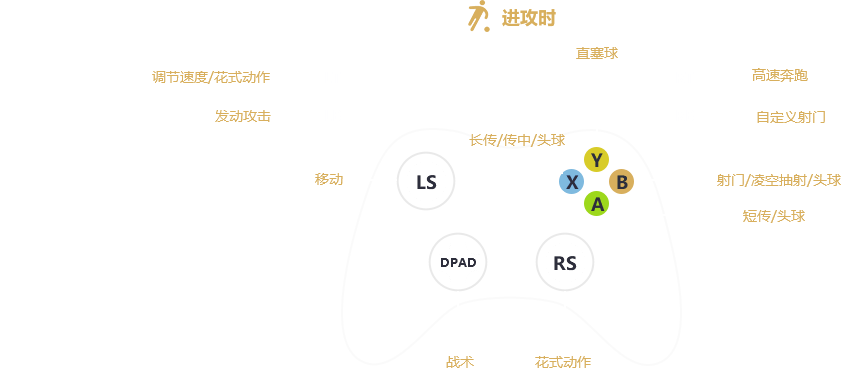 进攻时
直塞球
调节速度/花式动作
高速奔跑
发动攻击
自定义射门
长传/传中/头球
Y
移动
LS
X
B
射门/凌空抽射/头球
A
短传/头球
DPAD
RS
战术
花式动作